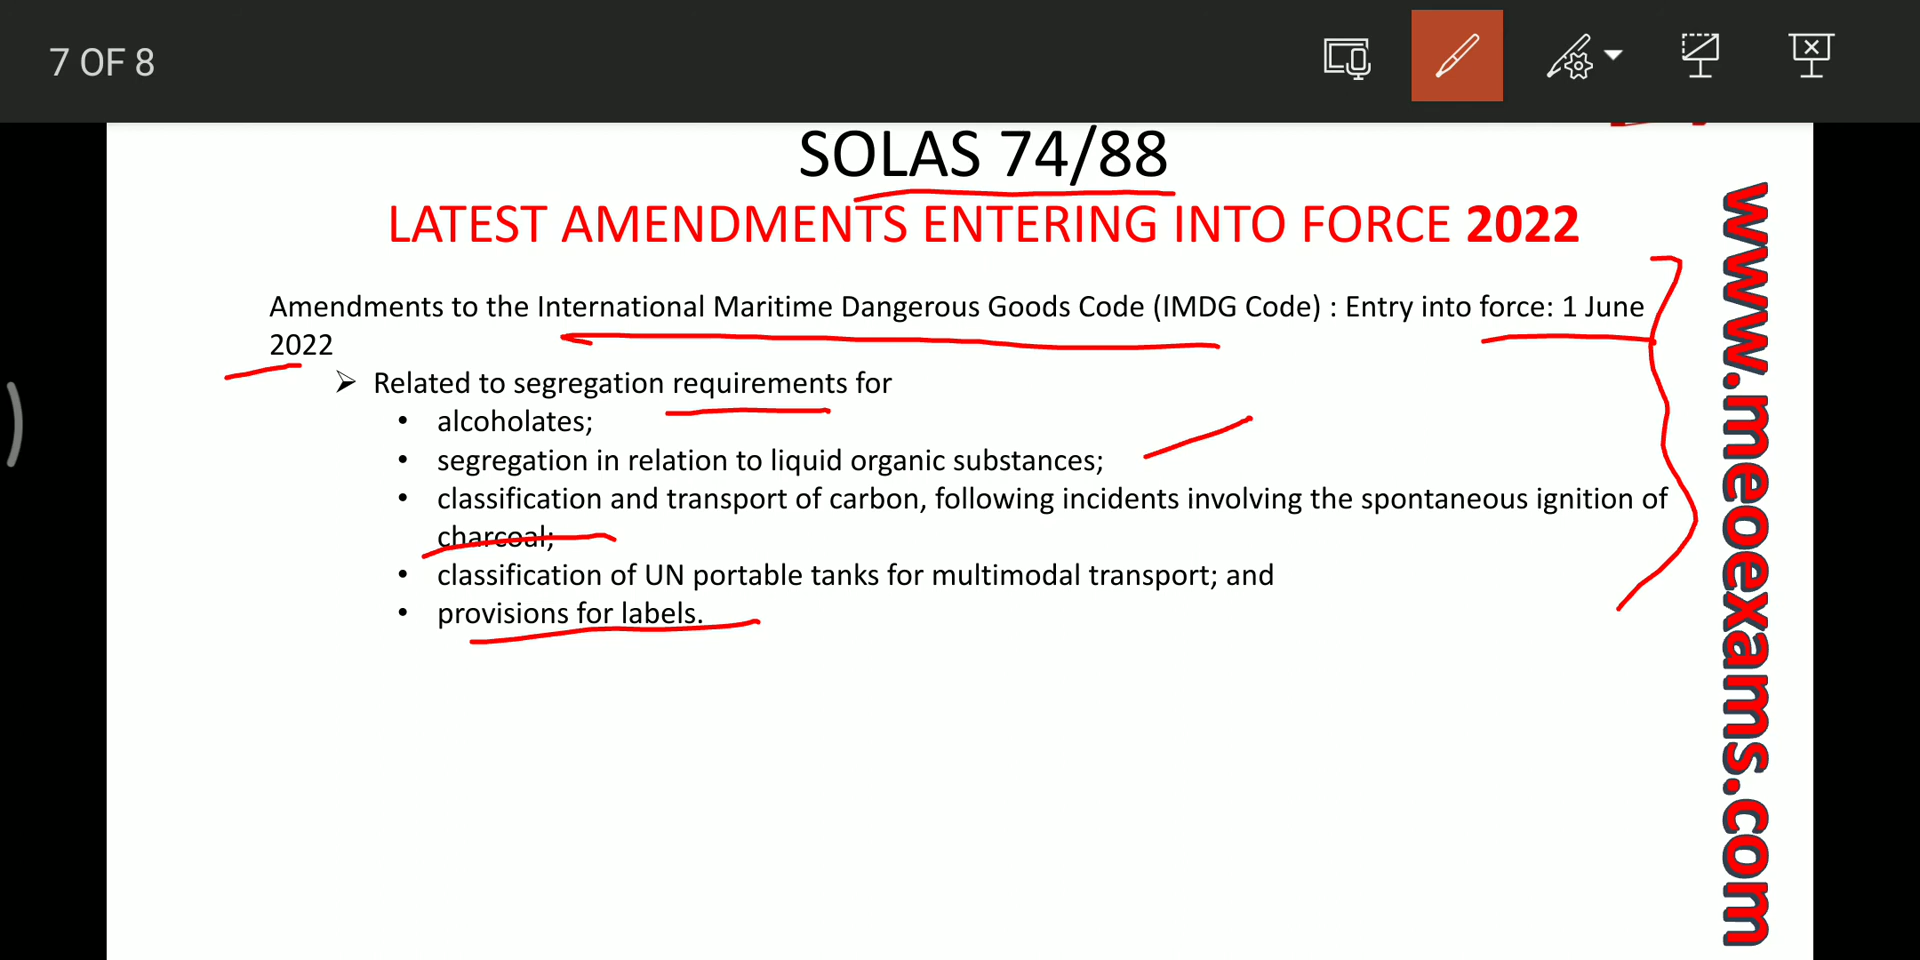 7 OF 8
SOLAS 74/88
LATEST AMENDMENTS ENTERING INTO FORCE 2022
Amendments to the International Maritime Dangerous Goods Code (IMDG Code) : Entry into force: 1 June
2022
➢ Related to segregation requirements for
• alcoholates;
• segregation in relation to liquid organic substances;
• classification and transport of carbon, following incidents involving the spontaneous ignition of
charcoal;
• classification of UN portable tanks for multimodal transport; and
• provisions for labels.
www.meoexams.com